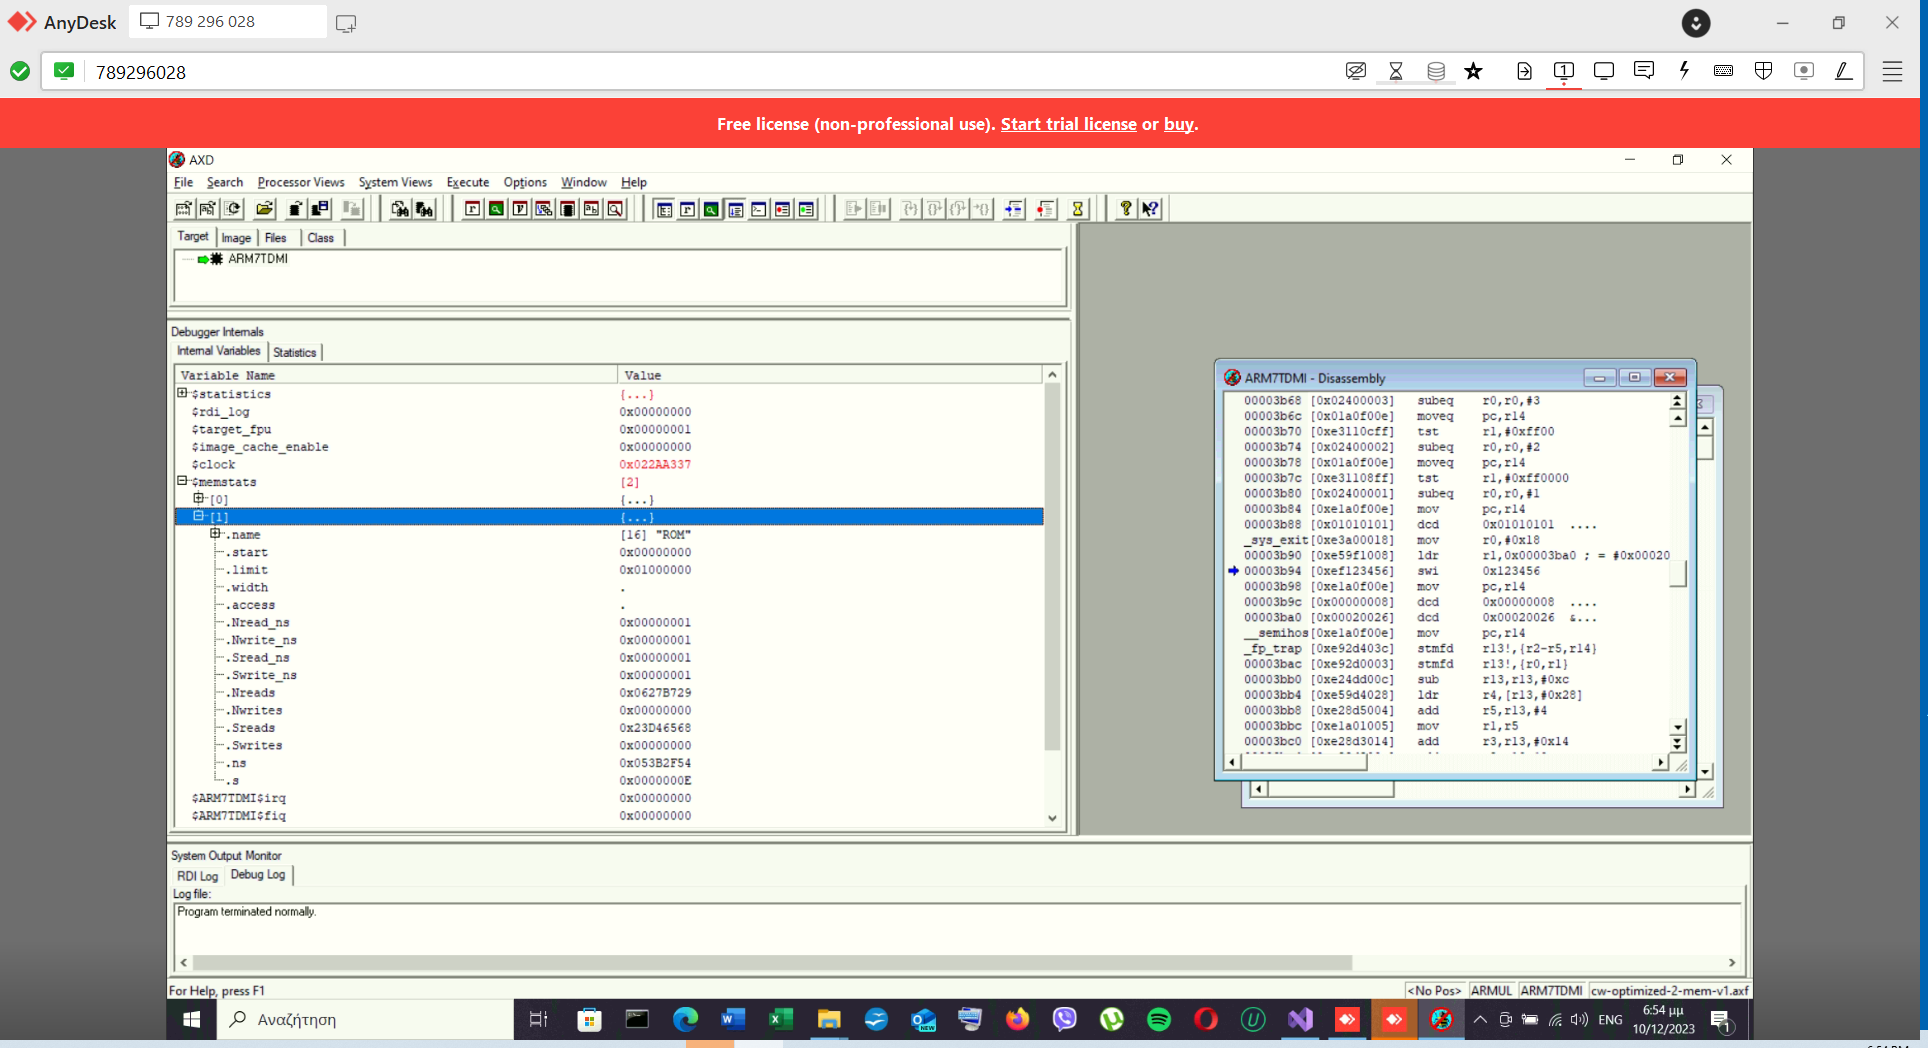 AnyDesk
789 296 028
789296028
Free license (non-professional use). Start trial license or buy.
AXD
File Search Processor Views System Views Execute Options Window Help
Target Image Files Class
ARM7TDMI
Debugger Internals
Internal Variables Statistics
Variable Name Value
$statistics {...}
$rdi_log 0x00000000
$target_fpu 0x00000001
$image_cache_enable 0x00000000
$clock 0x022AA337
$memstats [2]
[0] {...}
[1] {...}
.name [16] "ROM"
.start 0x00000000
.limit 0x01000000
.width .
.access .
.Nread_ns 0x00000001
.Nwrite_ns 0x00000001
.Sread_ns 0x00000001
.Swrite_ns 0x00000001
.Nreads 0x0627B729
.Nwrites 0x00000000
.Sreads 0x23D46568
.Swrites 0x00000000
.ns 0x053B2F54
.s 0x0000000E
$ARM7TDMI$irq 0x00000000
$ARM7TDMI$fiq 0x00000000
ARM7TDMI - Disassembly
00003b68 [0x02400003] subeq r0,r0,#3
00003b6c [0x01a0f00e] moveq pc,r14
00003b70 [0xe3110cff] tst r1,#0xff00
00003b74 [0x02400002] subeq r0,r0,#2
00003b78 [0x01a0f00e] moveq pc,r14
00003b7c [0xe31108ff] tst r1,#0xff0000
00003b80 [0x02400001] subeq r0,r0,#1
00003b84 [0xe1a0f00e] mov pc,r14
00003b88 [0x01010101] dcd 0x01010101 ....
_sys_exit[0xe3a00018] mov r0,#0x18
00003b90 [0xe59f1008] ldr r1,0x00003ba0 ; = #0x00020
00003b94 [0xef123456] swi 0x123456
00003b98 [0xe1a0f00e] mov pc,r14
00003b9c [0x00000008] dcd 0x00000008 ....
00003ba0 [0x00020026] dcd 0x00020026 &...
__semihos[0xe1a0f00e] mov pc,r14
_fp_trap [0xe92d403c] stmfd r13!,{r2-r5,r14}
00003bac [0xe92d0003] stmfd r13!,{r0,r1}
00003bb0 [0xe24dd00c] sub r13,r13,#0xc
00003bb4 [0xe59d4028] ldr r4,[r13,#0x28]
00003bb8 [0xe28d5004] add r5,r13,#4
00003bbc [0xe1a01005] mov r1,r5
00003bc0 [0xe28d3014] add r3,r13,#0x14
System Output Monitor
RDI Log Debug Log
Log file:
Program terminated normally.
For Help, press F1
<No Pos> ARMUL ARM7TDMI cw-optimized-2-mem-v1.axf
Αναζήτηση
ENG
6:54 μμ
10/12/2023
1